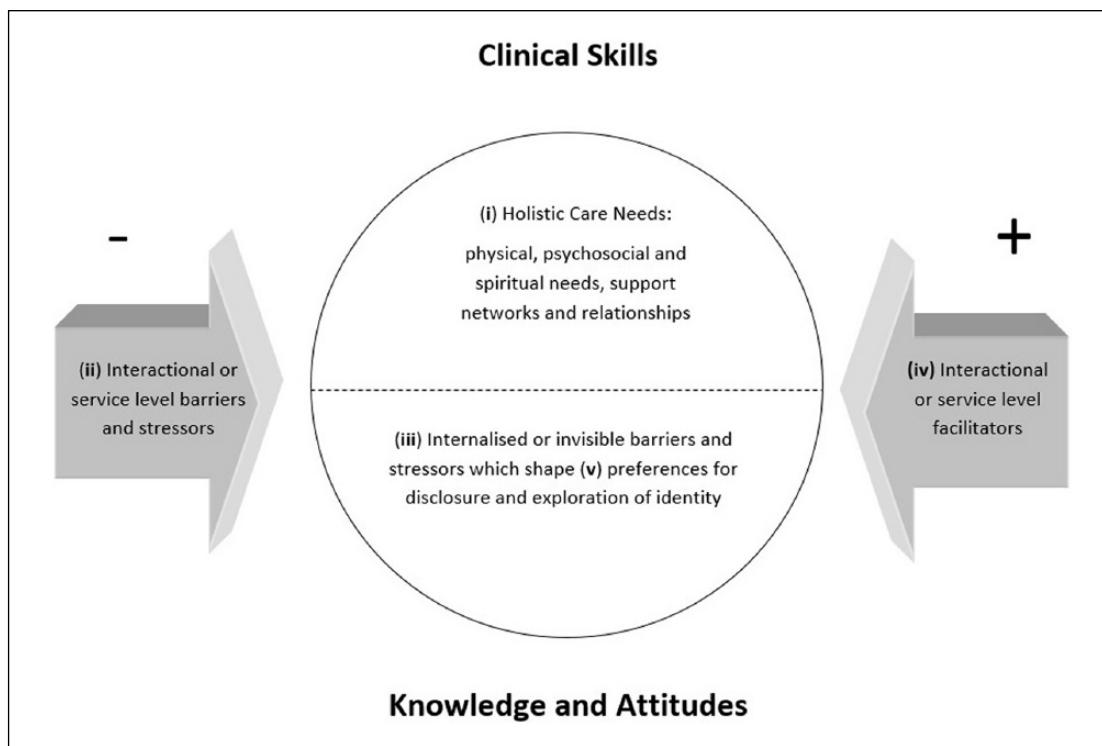 Clinical Skills
(i) Holistic Care Needs:
physical, psychosocial and
spiritual needs, support
networks and relationships
-
+
(ii) Interactional or
service level barriers
and stressors
(iv) Interactional
or service level
facilitators
(iii) Internalised or invisible barriers and
stressors which shape (v) preferences for
disclosure and exploration of identity
Knowledge and Attitudes